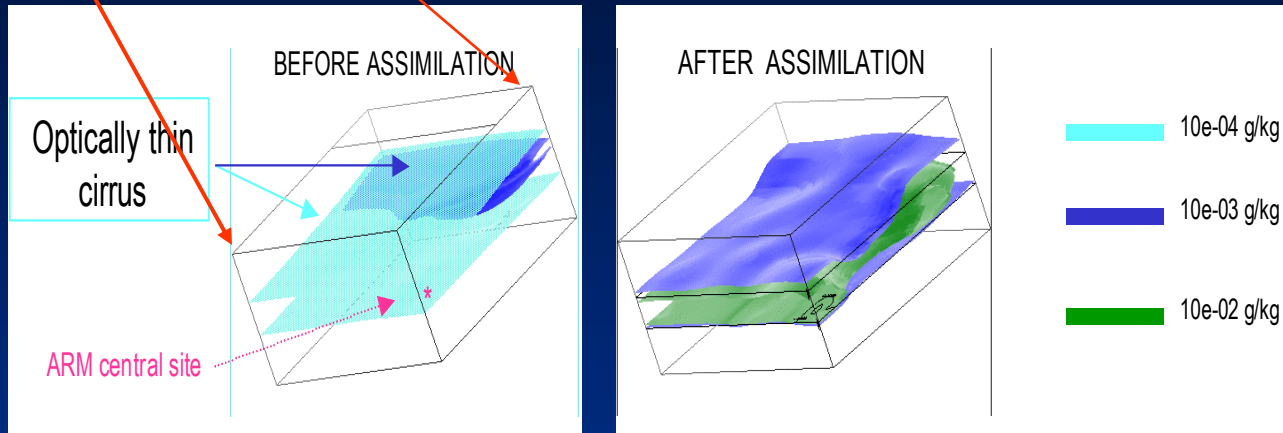 BEFORE ASSIMILATION
Optically thin
cirrus
*
ARM central site
AFTER ASSIMILATION
10e-04 g/kg
10e-03 g/kg
10e-02 g/kg